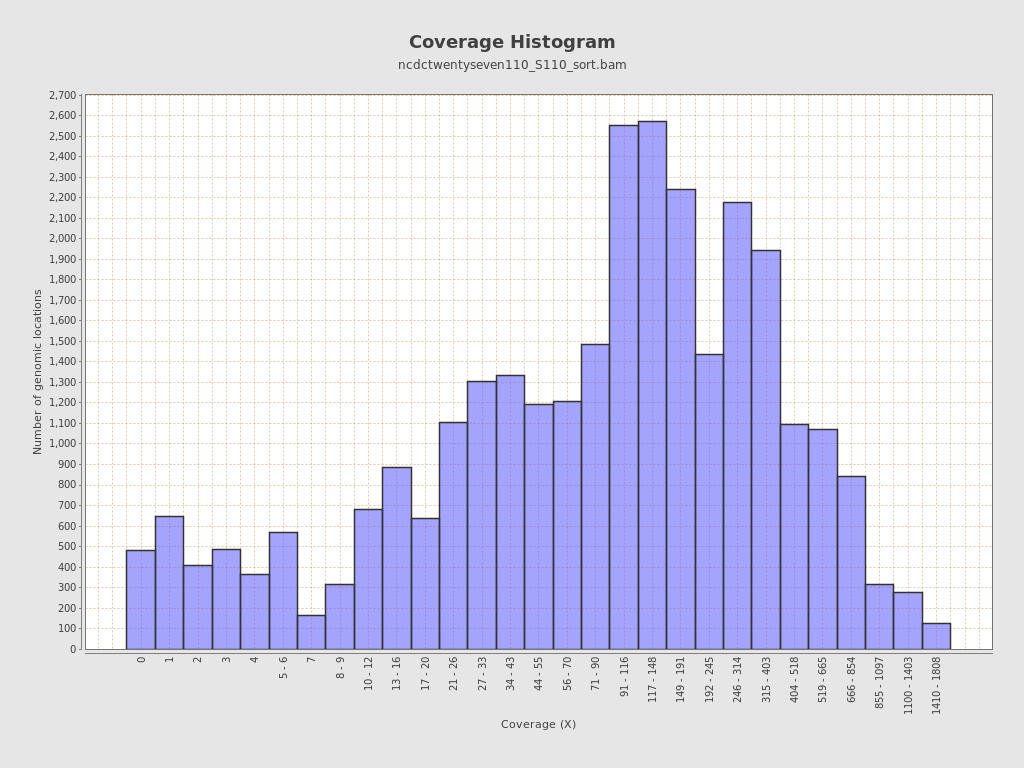 Coverage Histogram
ncdctwentyseven110_S110_sort.bam
2,700
2,600
2,500
2,400
2,300
2,200
2,100
2,000
1,900
1,800
1,700
1,600
1,500
1,400
1,300
1,200
1,100
1,000
900
800
700
600
500
400
300
200
100
0
Number of genomic locations
0
1
2
3
4
5 - 6
7
8 - 9
10 - 12
13 - 16
17 - 20
21 - 26
27 - 33
34 - 43
44 - 55
56 - 70
71 - 90
91 - 116
117 - 148
149 - 191
192 - 245
246 - 314
315 - 403
404 - 518
519 - 665
666 - 854
855 - 1097
1100 - 1403
1410 - 1808
Coverage (X)